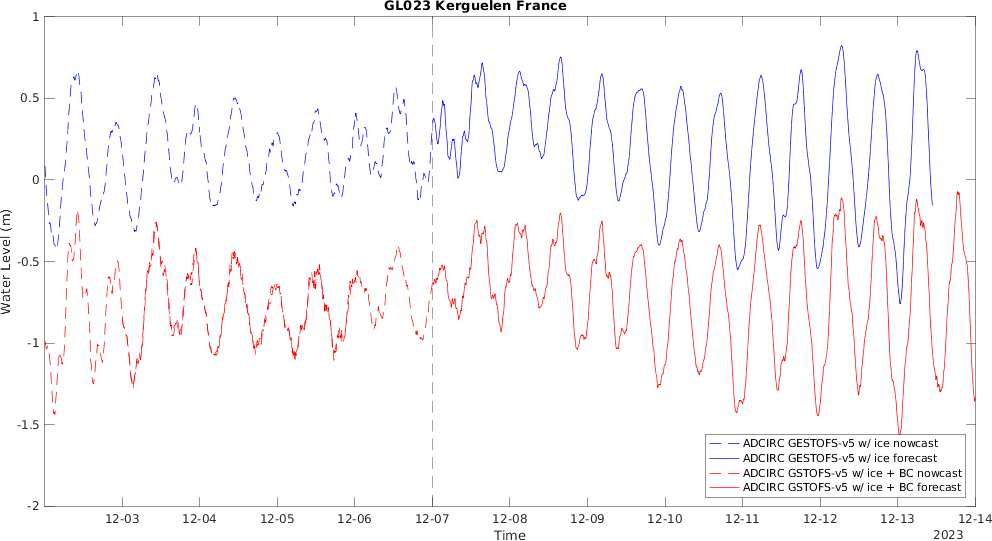 GL023 Kerguelen France
1
0.5
0
-0.5
-1
-1.5
-2
Water Level (m)
ADCIRC GESTOFS-v5 w/ ice nowcast
ADCIRC GESTOFS-v5 w/ ice forecast
ADCIRC GSTOFS-v5 w/ ice + BC nowcast
ADCIRC GSTOFS-v5 w/ ice + BC forecast
12-03 12-04 12-05 12-06 12-07 12-08 12-09 12-10 12-11 12-12 12-13 12-14
Time
2023